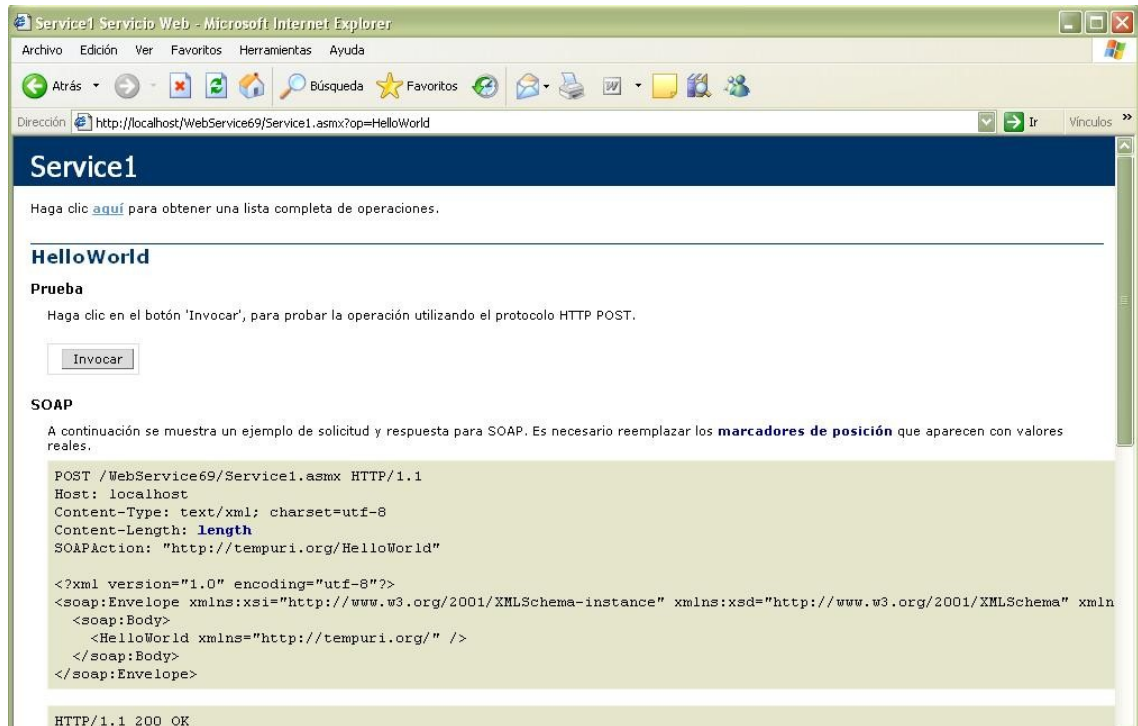 Service1 Servicio Web - Microsoft Internet Explorer
Archivo Edición Ver Favoritos Herramientas Ayuda
Atrás Búsqueda Favoritos
Dirección http://localhost/WebService69/Service1.asmx?op=HelloWorld Ir Vínculos »
Service1
Haga clic aquí para obtener una lista completa de operaciones.
HelloWorld
Prueba
Haga clic en el botón 'Invocar', para probar la operación utilizando el protocolo HTTP POST.
Invocar
SOAP
A continuación se muestra un ejemplo de solicitud y respuesta para SOAP. Es necesario reemplazar los marcadores de posición que aparecen con valores
reales.
POST /WebService69/Service1.asmx HTTP/1.1
Host: localhost
Content-Type: text/xml; charset=utf-8
Content-Length: length
SOAPAction: "http://tempuri.org/HelloWorld"
<?xml version="1.0" encoding="utf-8"?>
<soap:Envelope xmlns:xsi="http://www.w3.org/2001/XMLSchema-instance" xmlns:xsd="http://www.w3.org/2001/XMLSchema" xmln
<soap:Body>
<HelloWorld xmlns="http://tempuri.org/" />
</soap:Body>
</soap:Envelope>
HTTP/1.1 200 OK